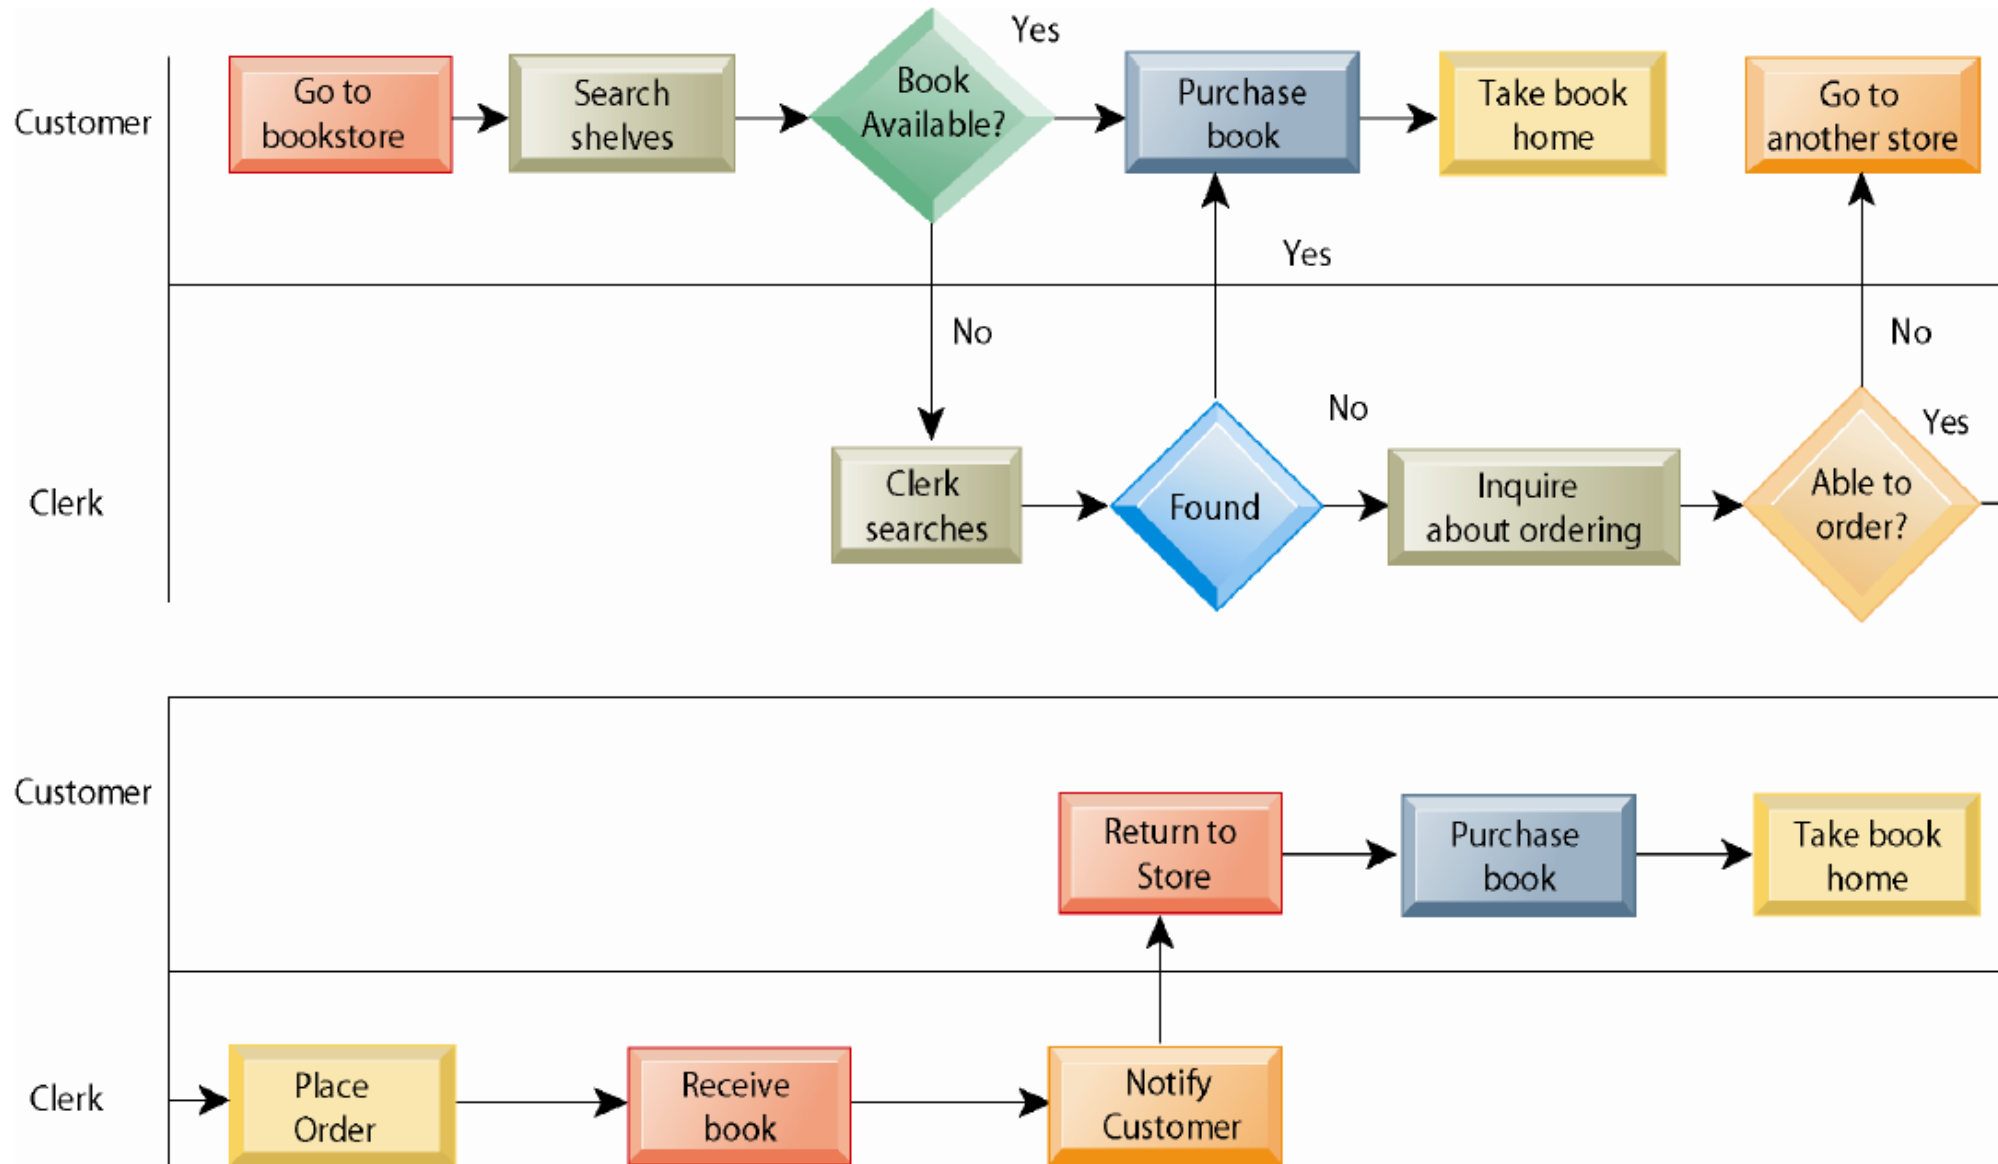 Customer
Go to
bookstore
Search
shelves
Book
Available?
Yes
Purchase
book
Take book
home
Go to
another store
Yes
No
No
No
Yes
Clerk
Clerk
searches
Found
Inquire
about ordering
Able to
order?
Customer
Return to
Store
Purchase
book
Take book
home
Clerk
Place
Order
Receive
book
Notify
Customer